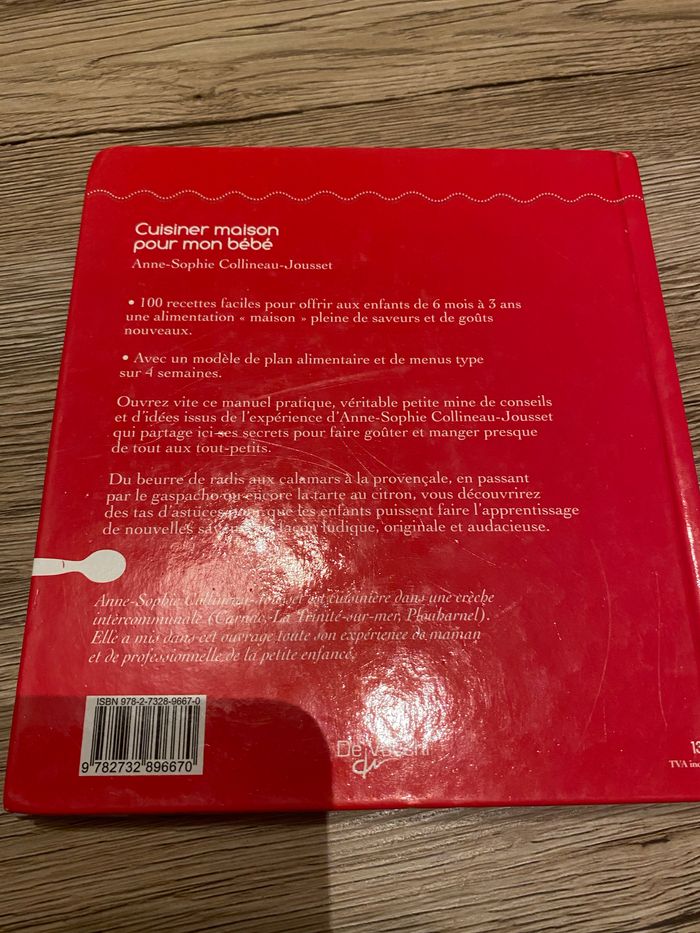 Cuisiner maison
pour mon bébé
Anne-Sophie Collineau-Jousset
• 100 recettes faciles pour offrir aux enfants de 6 mois à 3 ans
une alimentation « maison » pleine de saveurs et de goûts
nouveaux.
• Avec un modèle de plan alimentaire et de menus type
sur 4 semaines.
Ouvrez vite ce manuel pratique, véritable petite mine de conseils
et d'idées issus de l'expérience d'Anne-Sophie Collineau-Jousset
qui partage ici ses secrets pour faire goûter et manger presque
de tout aux tout-petits.
Du beurre de radis aux calamars à la provençale, en passant
par le gaspacho ou encore la tarte au citron, vous découvrirez
des tas d'astuces pour que les enfants puissent faire l'apprentissage
de nouvelles saveurs de façon ludique, originale et audacieuse.
Anne-Sophie Collineau-Jousset est cuisinière dans une crèche
intercommunale (Carnac, La Trinité-sur-mer, Plouharnel).
Elle a mis dans cet ouvrage toute son expérience de maman
et de professionnelle de la petite enfance.
ISBN 978-2-7328-9667-0
9 782732 896670
De Vecchi
13
TVA inc